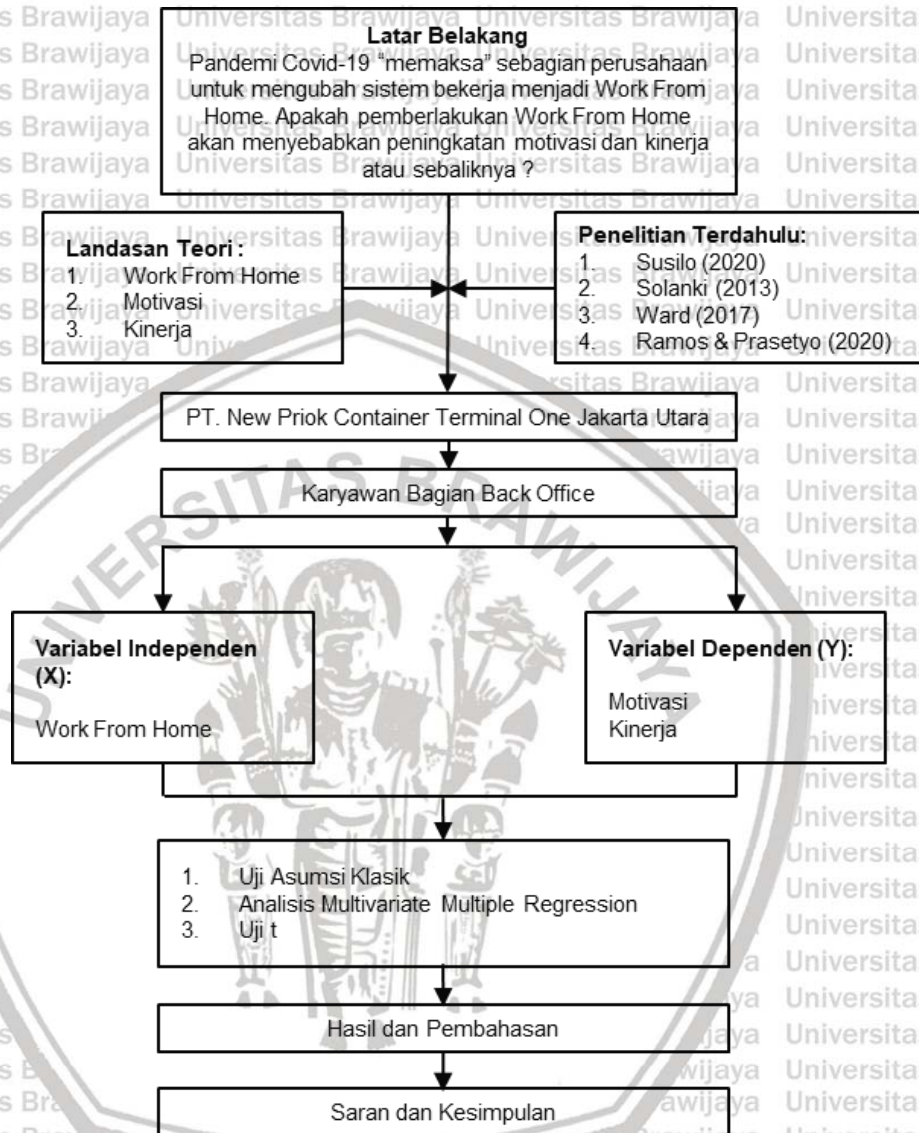 Latar Belakang
Pandemi Covid-19 "memaksa" sebagian perusahaan
untuk mengubah sistem bekerja menjadi Work From
Home. Apakah pemberlakukan Work From Home
akan menyebabkan peningkatan motivasi dan kinerja
atau sebaliknya ?
Landasan Teori :
1. Work From Home
2. Motivasi
3. Kinerja
Penelitian Terdahulu:
1. Susilo (2020)
2. Solanki (2013)
3. Ward (2017)
4. Ramos & Prasetyo (2020)
PT. New Priok Container Terminal One Jakarta Utara
Karyawan Bagian Back Office
Variabel Independen
(X):
Work From Home
Variabel Dependen (Y):
Motivasi
Kinerja
1. Uji Asumsi Klasik
2. Analisis Multivariate Multiple Regression
3. Uji t
Hasil dan Pembahasan
Saran dan Kesimpulan
UNIVERSITAS BRAWIJAYA